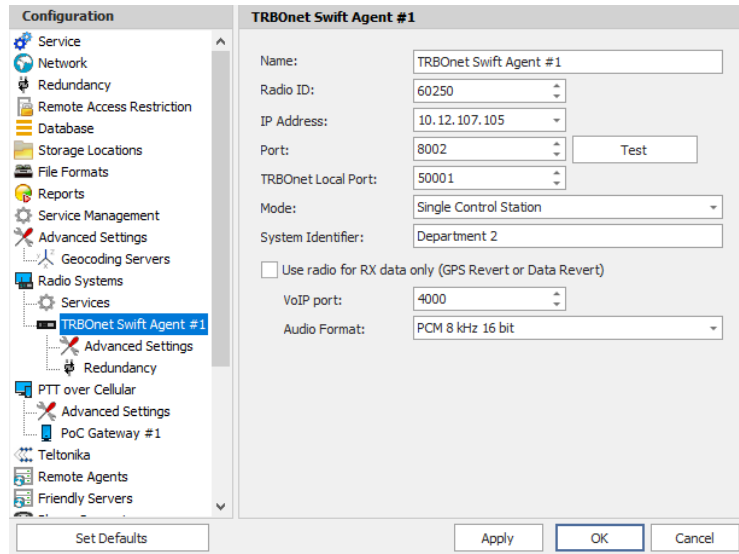 Configuration
Service
Network
Redundancy
Remote Access Restriction
Database
Storage Locations
File Formats
Reports
Service Management
Advanced Settings
Geocoding Servers
Radio Systems
Services
TRBOnet Swift Agent #1
Advanced Settings
Redundancy
PTT over Cellular
Advanced Settings
PoC Gateway #1
Teltonika
Remote Agents
Friendly Servers
Set Defaults
TRBOnet Swift Agent #1
Name: TRBOnet Swift Agent #1
Radio ID: 60250
IP Address: 10.12.107.105
Port: 8002 Test
TRBOnet Local Port: 50001
Mode: Single Control Station
System Identifier: Department 2
Use radio for RX data only (GPS Revert or Data Revert)
VoIP port: 4000
Audio Format: PCM 8 kHz 16 bit
Apply OK Cancel